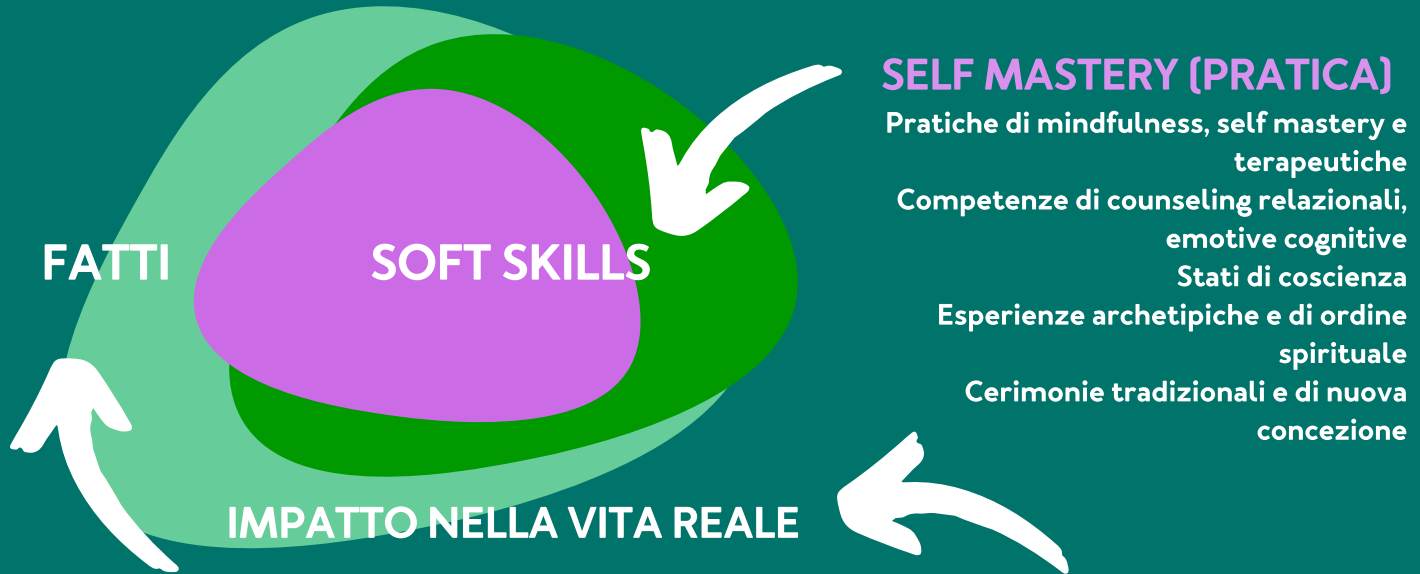 SELF MASTERY (PRATICA)
Pratiche di mindfulness, self mastery e
terapeutiche
Competenze di counseling relazionali,
emotive cognitive
Stati di coscienza
Esperienze archetipiche e di ordine
spirituale
Cerimonie tradizionali e di nuova
concezione
FATTI
SOFT SKILLS
IMPATTO NELLA VITA REALE